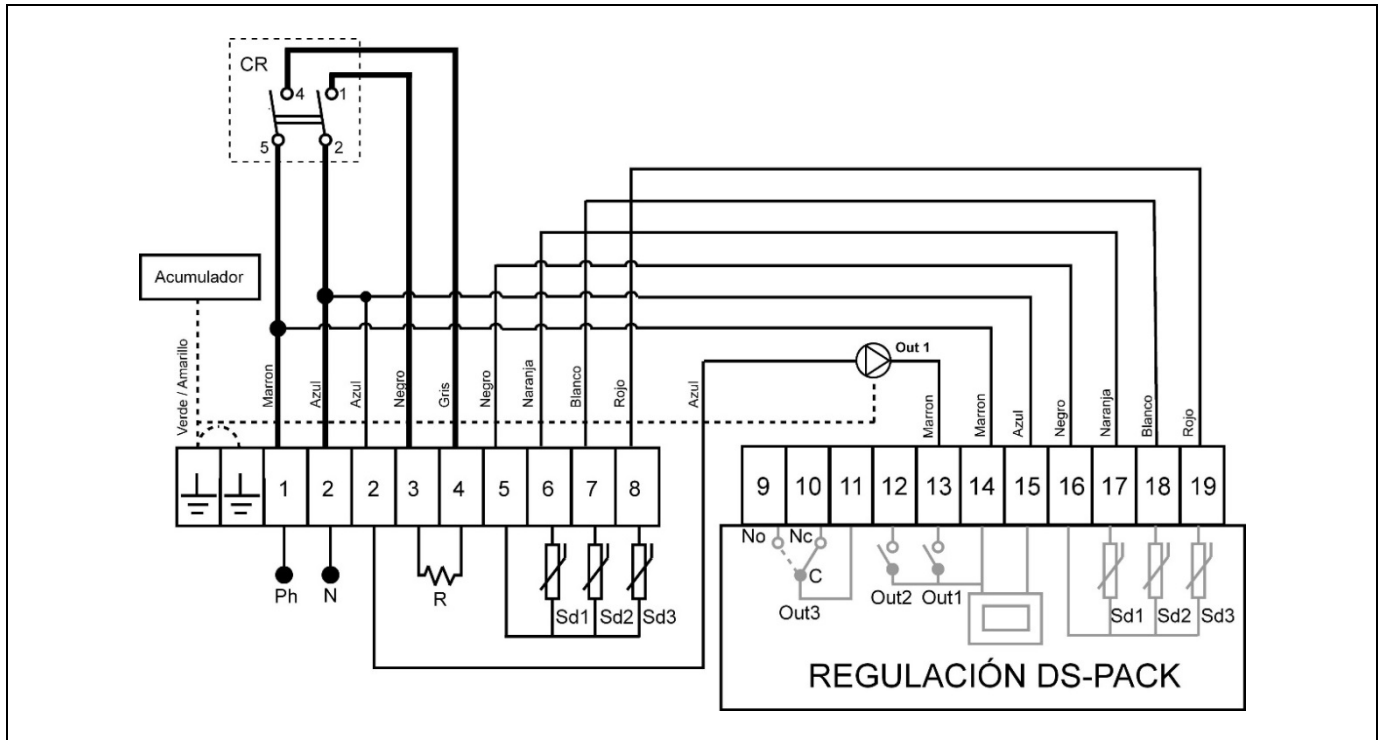 CR
4 1
5 2
Acumulador
Out 1
Verde / Amarillo
Marron
Azul
Azul
Negro
Gris
Negro
Naranja
Blanco
Rojo
Azul
Marron
Marron
Azul
Negro
Naranja
Blanco
Rojo
1 2 2 3 4 5 6 7 8
9 10 11 12 13 14 15 16 17 18 19
Ph N R Sd1 Sd2 Sd3
No Nc C Out3 Out2 Out1 Sd1 Sd2 Sd3
REGULACIÓN DS-PACK